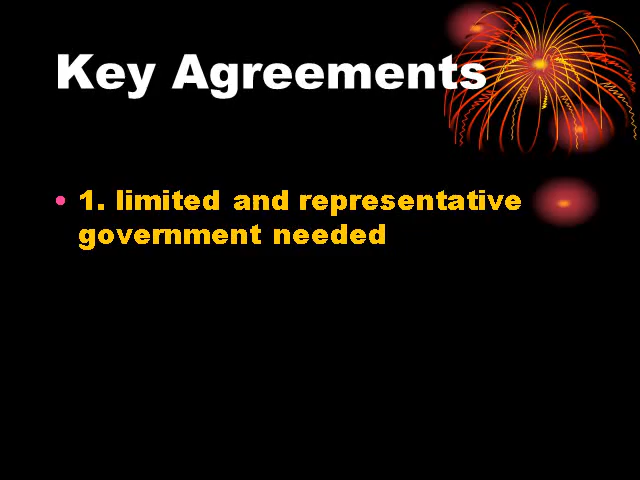 Key Agreements
• 1. limited and representative
government needed